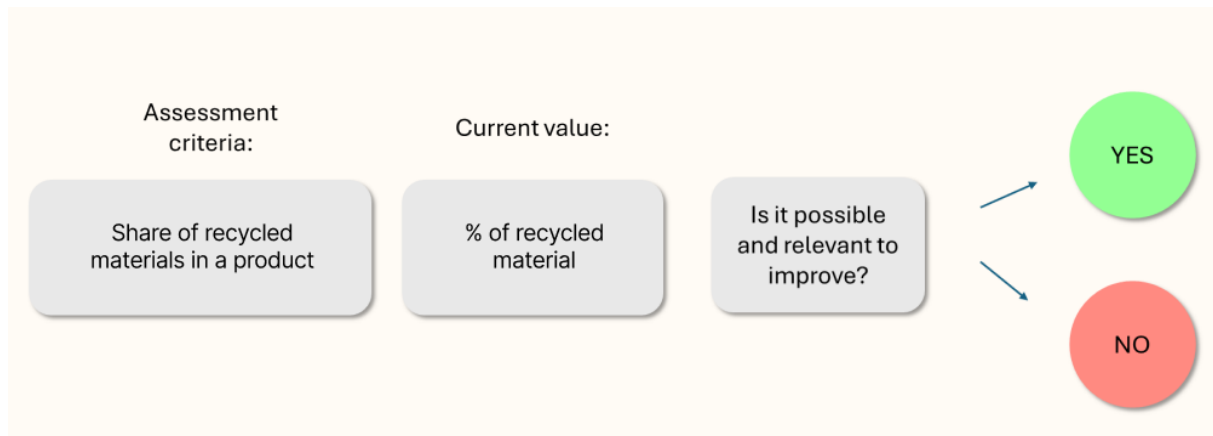 Assessment
criteria:
Current value:
Share of recycled
materials in a product
% of recycled
material
Is it possible
and relevant to
improve?
YES
NO